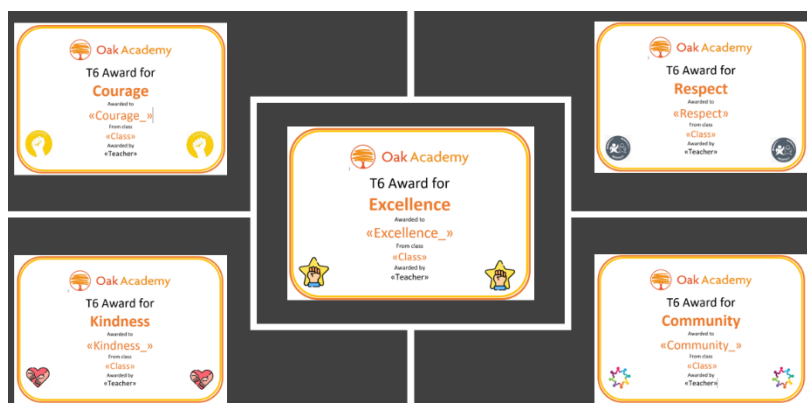 Oak Academy
T6 Award for
Courage
Awarded to
«Courage_»
From class
«Class»
Awarded by
«Teacher»
Oak Academy
T6 Award for
Respect
Awarded to
«Respect»
From class
«Class»
Awarded by
«Teacher»
Oak Academy
T6 Award for
Excellence
Awarded to
«Excellence_»
From class
«Class»
Awarded by
«Teacher»
Oak Academy
T6 Award for
Kindness
Awarded to
«Kindness_»
From class
«Class»
Awarded by
«Teacher»
Oak Academy
T6 Award for
Community
Awarded to
«Community_»
From class
«Class»
Awarded by
«Teacher»